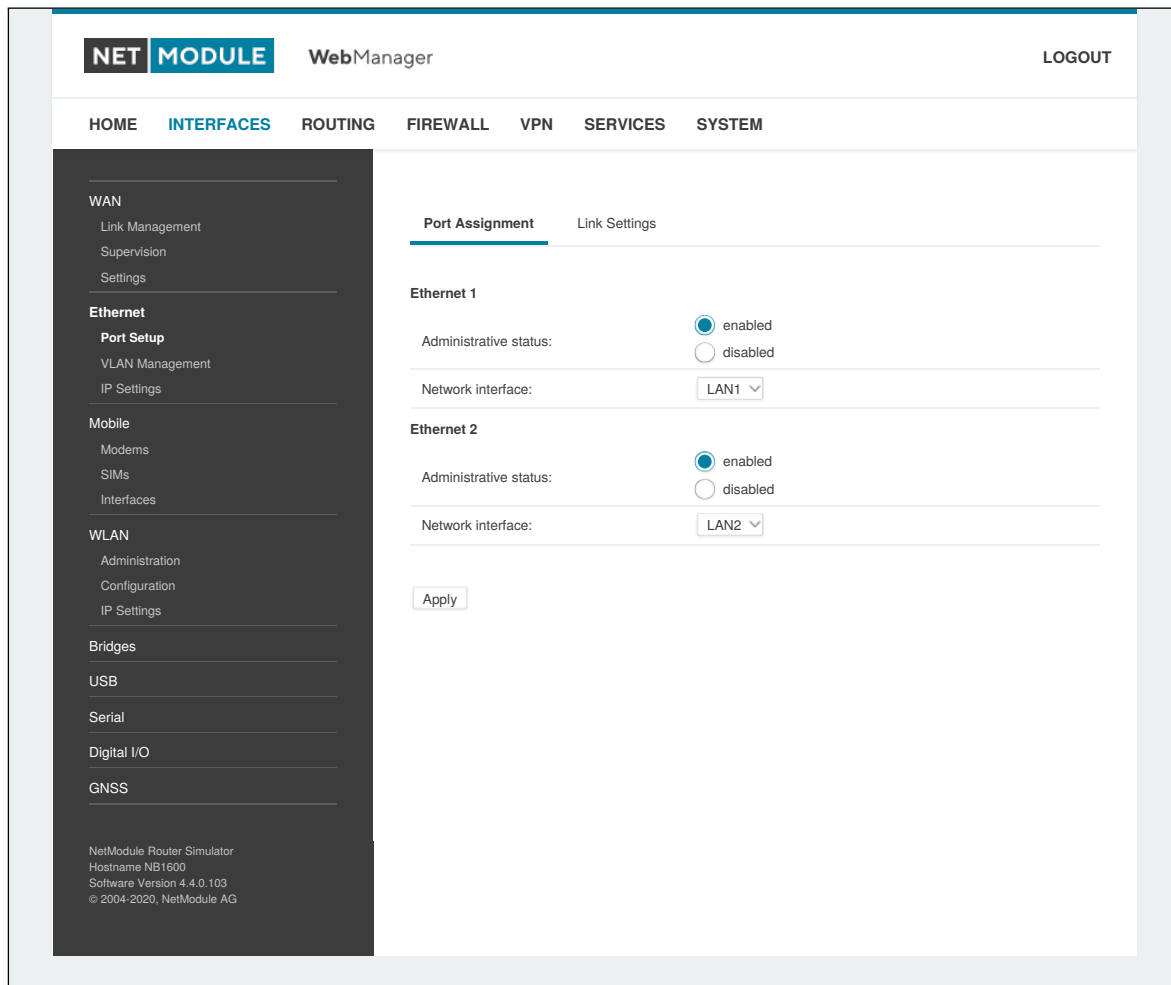 NET MODULE WebManager
LOGOUT
HOME INTERFACES ROUTING FIREWALL VPN SERVICES SYSTEM
WAN
Link Management
Supervision
Settings
Ethernet
Port Setup
VLAN Management
IP Settings
Mobile
Modems
SIMs
Interfaces
WLAN
Administration
Configuration
IP Settings
Bridges
USB
Serial
Digital I/O
GNSS
NetModule Router Simulator
Hostname NB1600
Software Version 4.4.0.103
© 2004-2020, NetModule AG
Port Assignment Link Settings
Ethernet 1
Administrative status:
enabled
disabled
Network interface: LAN1
Ethernet 2
Administrative status:
enabled
disabled
Network interface: LAN2
Apply